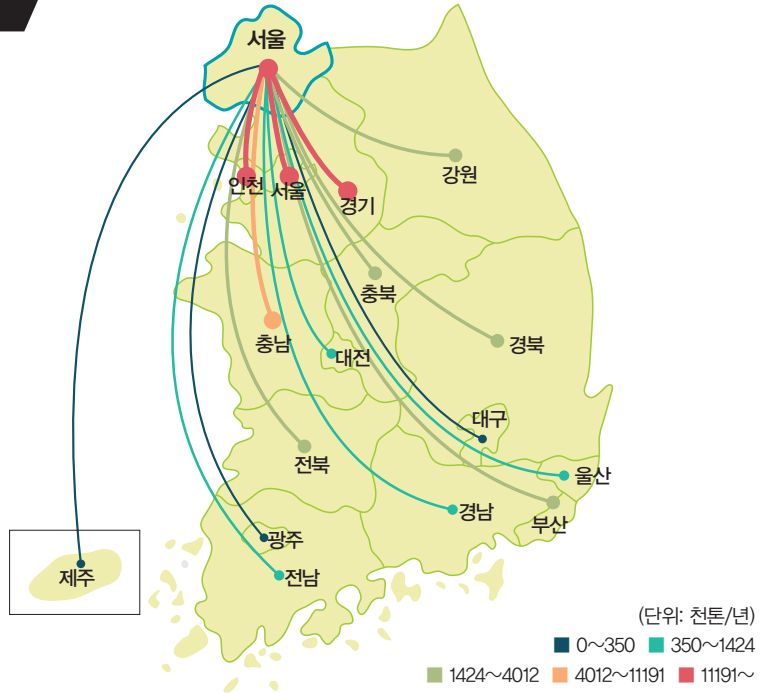 서울
강원
인천
서울
경기
충북
충남
경북
대전
대구
전북
울산
경남
부산
광주
제주
전남
(단위: 천톤/년)
0~350
350~1424
1424~4012
4012~11191
11191~